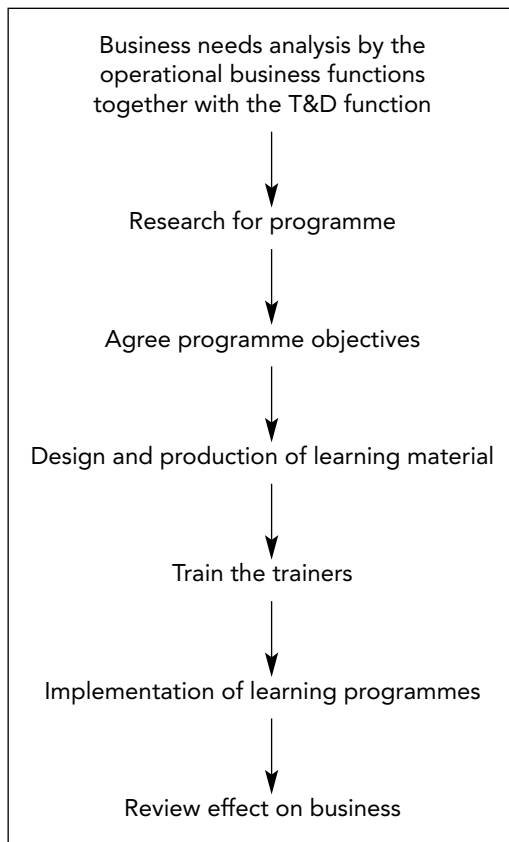 Business needs analysis by the
operational business functions
together with the T&D function
Research for programme
Agree programme objectives
Design and production of learning material
Train the trainers
Implementation of learning programmes
Review effect on business